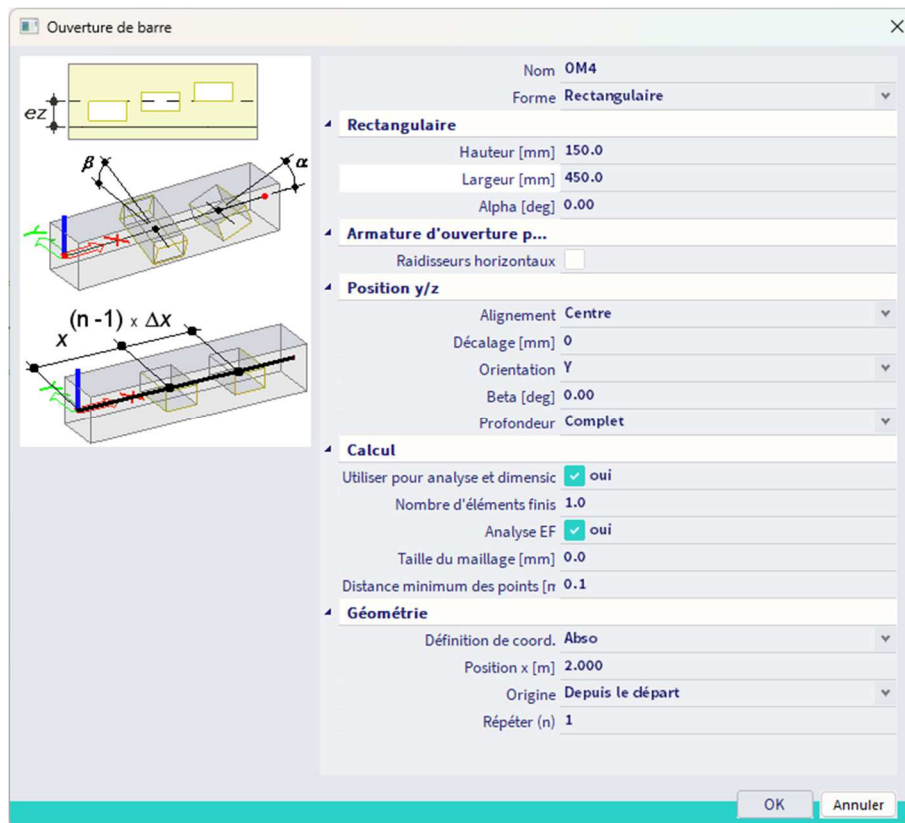 Ouverture de barre
ez
β
α
Y
X
(n -1) x Δx
x
Y
X
Nom OM4
Forme Rectangulaire
Rectangulaire
Hauteur [mm] 150.0
Largeur [mm] 450.0
Alpha [deg] 0.00
Armature d'ouverture p...
Raidisseurs horizontaux
Position y/z
Alignement Centre
Décalage [mm] 0
Orientation Y
Beta [deg] 0.00
Profondeur Complet
Calcul
Utiliser pour analyse et dimensic oui
Nombre d'éléments finis 1.0
Analyse EF oui
Taille du maillage [mm] 0.0
Distance minimum des points [m 0.1
Géométrie
Définition de coord. Abso
Position x [m] 2.000
Origine Depuis le départ
Répéter (n) 1
OK Annuler